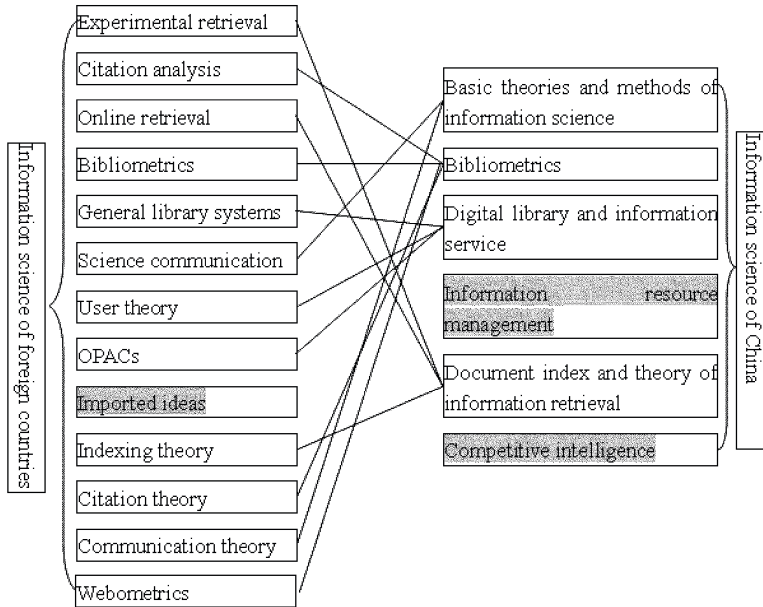 Information science of foreign countries
Experimental retrieval
Citation analysis
Online retrieval
Bibliometrics
General library systems
Science communication
User theory
OPACs
Imported ideas
Indexing theory
Citation theory
Communication theory
Webometrics
Basic theories and methods of
information science
Bibliometrics
Digital library and information
service
Information resource
management
Document index and theory of
information retrieval
Competitive intelligence
Information science of China